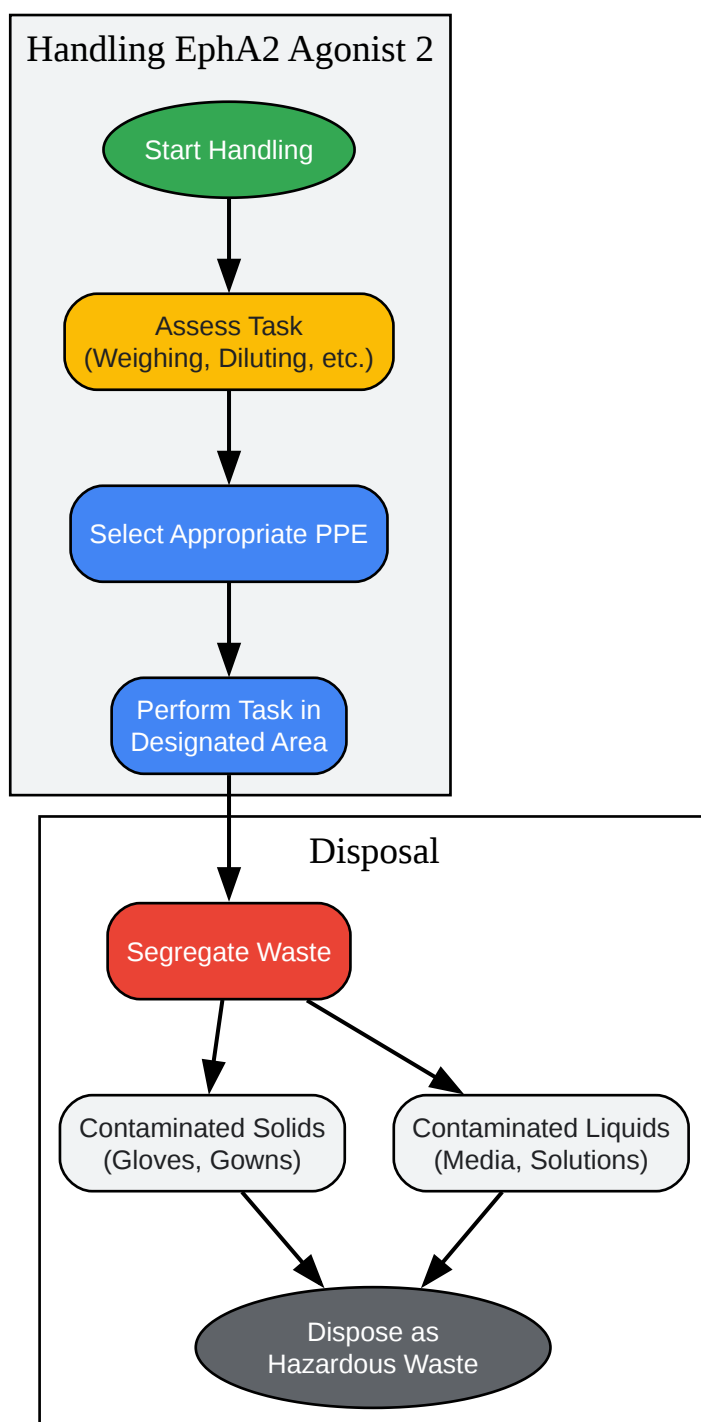 Handling EphA2 Agonist 2
Start Handling
Assess Task
(Weighing, Diluting, etc.)
Select Appropriate PPE
Perform Task in
Designated Area
Disposal
Segregate Waste
Contaminated Solids
(Gloves, Gowns)
Contaminated Liquids
(Media, Solutions)
Dispose as
Hazardous Waste